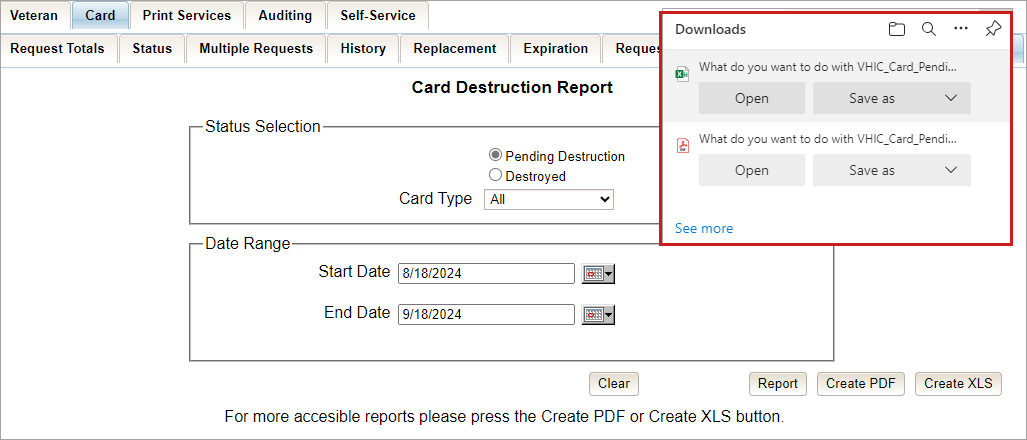 Veteran Card Print Services Auditing Self-Service
Request Totals Status Multiple Requests History Replacement Expiration Reques
Downloads
What do you want to do with VHIC_Card_Pendi...
Open Save as
What do you want to do with VHIC_Card_Pendi...
Open Save as
See more
Card Destruction Report
Status Selection
Pending Destruction
Destroyed
Card Type All
Date Range
Start Date 8/18/2024
End Date 9/18/2024
Clear Report Create PDF Create XLS
For more accesible reports please press the Create PDF or Create XLS button.